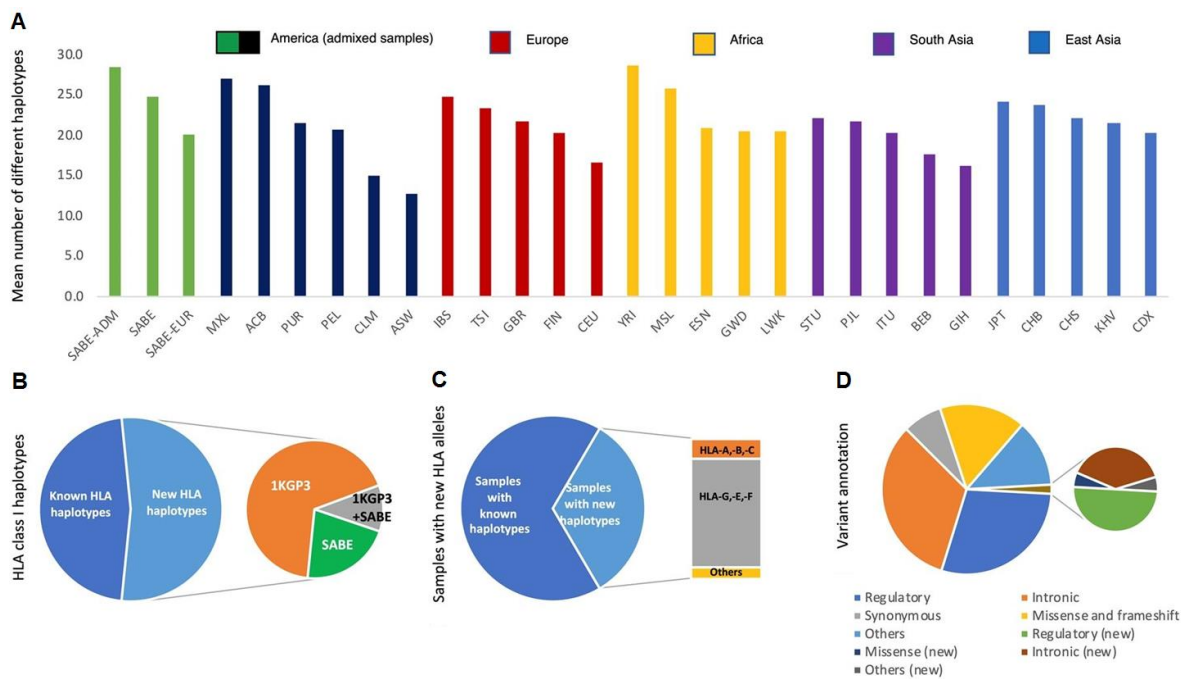 A
America (admixed samples)
Europe
Africa
South Asia
East Asia
Mean number of different haplotypes
30.0
25.0
20.0
15.0
10.0
5.0
0.0
SABE-ADM
SABE
SABE-EUR
MXL
ACB
PUR
PEL
CLM
ASW
IBS
TSI
GBR
FIN
CEU
YRI
MSL
ESN
GWD
LWK
STU
PJL
ITU
BEB
GIH
JPT
CHB
CHS
KHV
CDX
B
HLA class I haplotypes
Known HLA
haplotypes
New HLA
haplotypes
1KGP3
1KGP3
+SABE
SABE
C
Samples with new HLA alleles
Samples
with
known
haplotypes
Samples
with new
haplotypes
HLA-A,-B,-C
HLA-G,-E,-F
Others
D
Variant annotation
Regulatory
Intronic
Synonymous
Missense and frameshift
Others
Regulatory (new)
Missense (new)
Intronic (new)
Others (new)